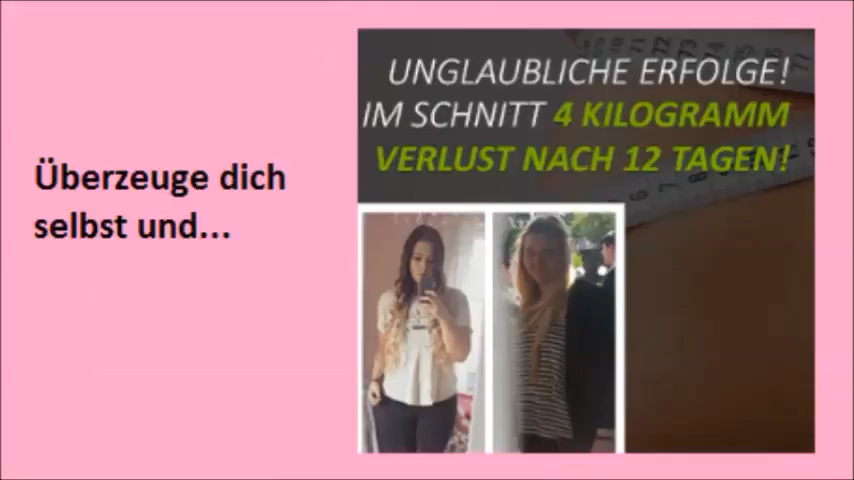 Überzeuge dich
selbst und...
UNGLAUBLICHE ERFOLGE!
IM SCHNITT 4 KILOGRAMM
VERLUST NACH 12 TAGEN!